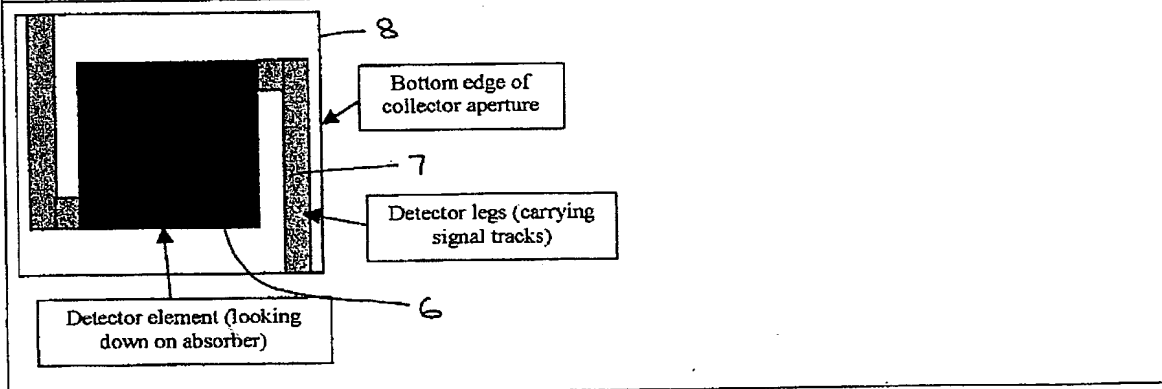 8
Bottom edge of
collector aperture
7
Detector legs (carrying
signal tracks)
6
Detector element (looking
down on absorber)